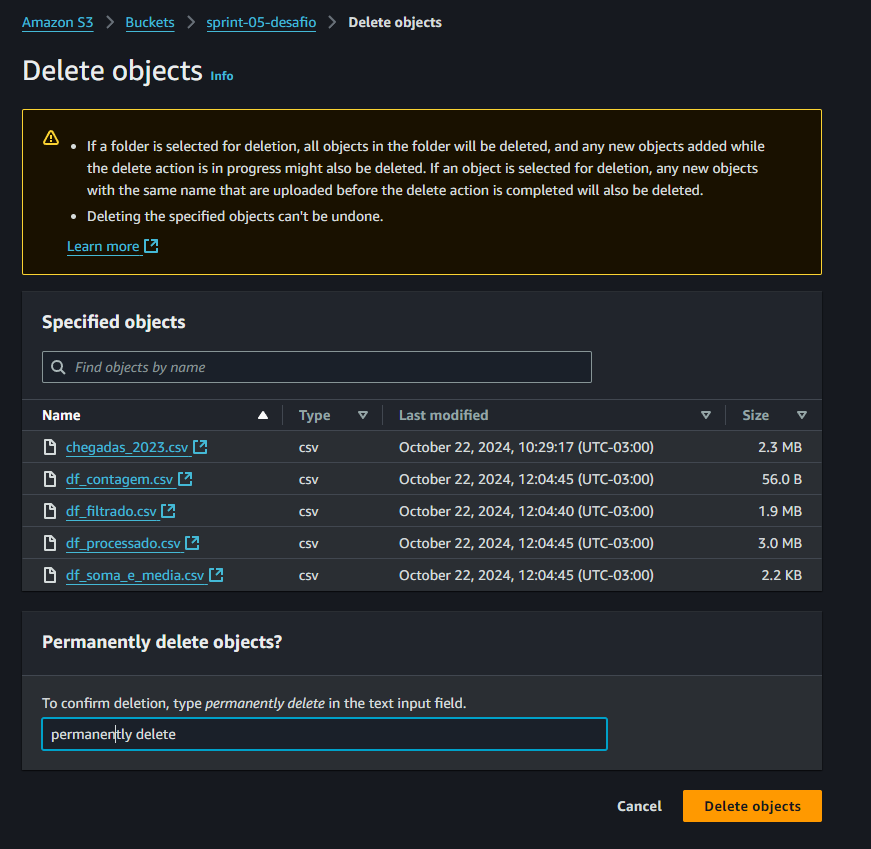 Amazon S3 > Buckets > sprint-05-desafio > Delete objects
Delete objects Info
• If a folder is selected for deletion, all objects in the folder will be deleted, and any new objects added while
the delete action is in progress might also be deleted. If an object is selected for deletion, any new objects
with the same name that are uploaded before the delete action is completed will also be deleted.
• Deleting the specified objects can't be undone.
Learn more
Specified objects
Find objects by name
Name Type Last modified Size
chegadas_2023.csv csv October 22, 2024, 10:29:17 (UTC-03:00) 2.3 MB
df_contagem.csv csv October 22, 2024, 12:04:45 (UTC-03:00) 56.0 B
df_filtrado.csv csv October 22, 2024, 12:04:40 (UTC-03:00) 1.9 MB
df_processado.csv csv October 22, 2024, 12:04:45 (UTC-03:00) 3.0 MB
df_soma_e_media.csv csv October 22, 2024, 12:04:45 (UTC-03:00) 2.2 KB
Permanently delete objects?
To confirm deletion, type permanently delete in the text input field.
permanently delete
Cancel Delete objects